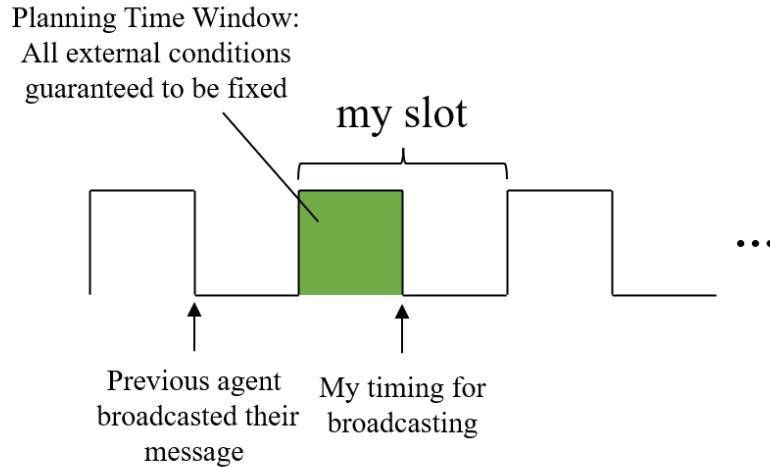 Planning Time Window:
All external conditions
guaranteed to be fixed
my slot
...
Previous agent
broadcasted their
message
My timing for
broadcasting